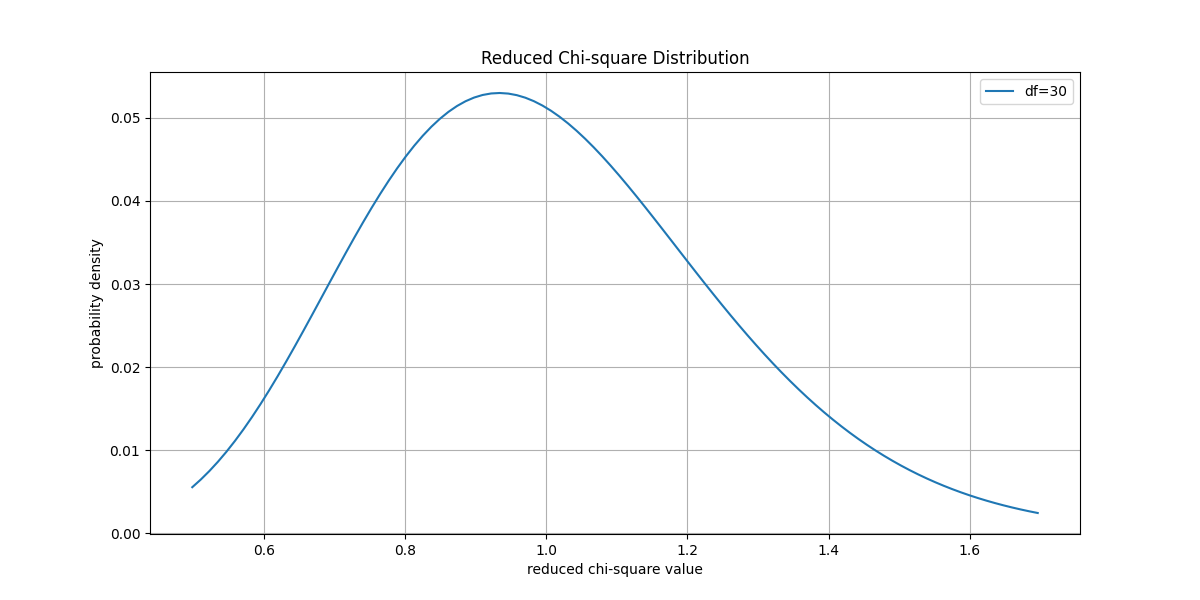 Reduced Chi-square Distribution
df=30
probability density
0.05
0.04
0.03
0.02
0.01
0.00
0.6 0.8 1.0 1.2 1.4 1.6
reduced chi-square value